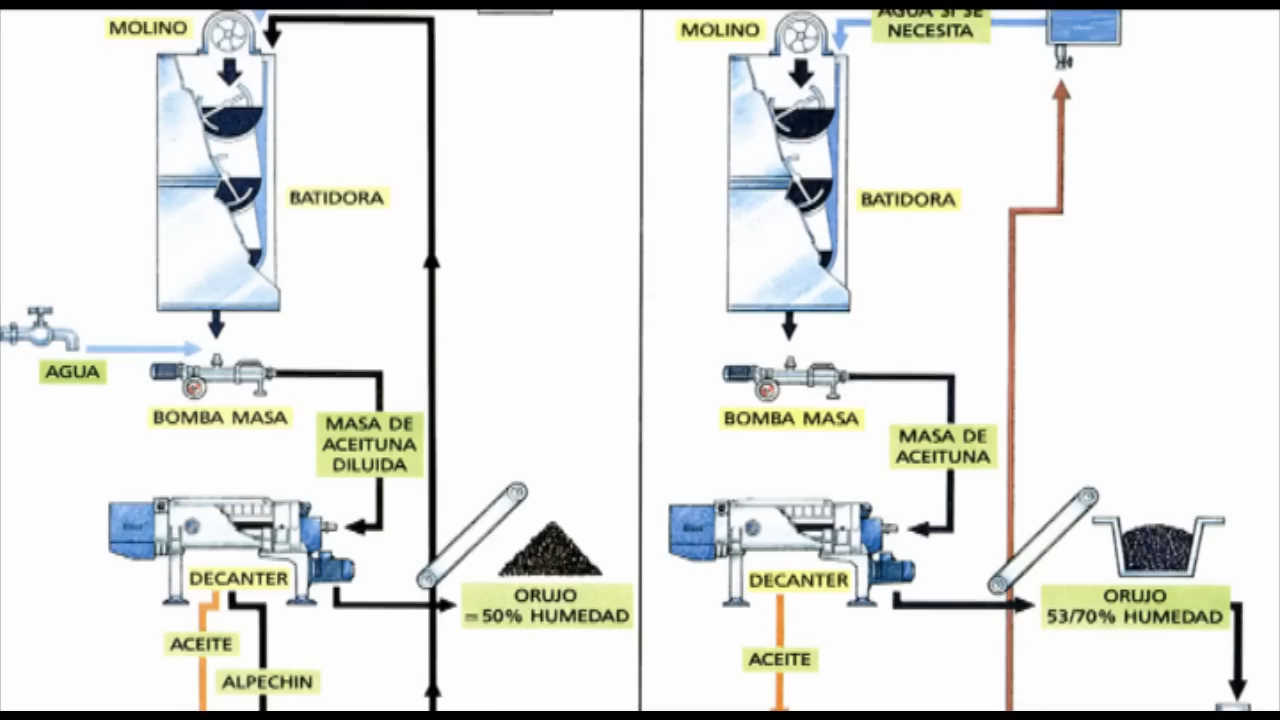 MOLINO
BATIDORA
AGUA
BOMBA MASA
MASA DE
ACEITUNA
DILUIDA
DECANTER
ORUJO
= 50% HUMEDAD
ACEITE
ALPECHIN
MOLINO
AGUA SI SE
NECESITA
BATIDORA
BOMBA MASA
MASA DE
ACEITUNA
DECANTER
ORUJO
53/70% HUMEDAD
ACEITE